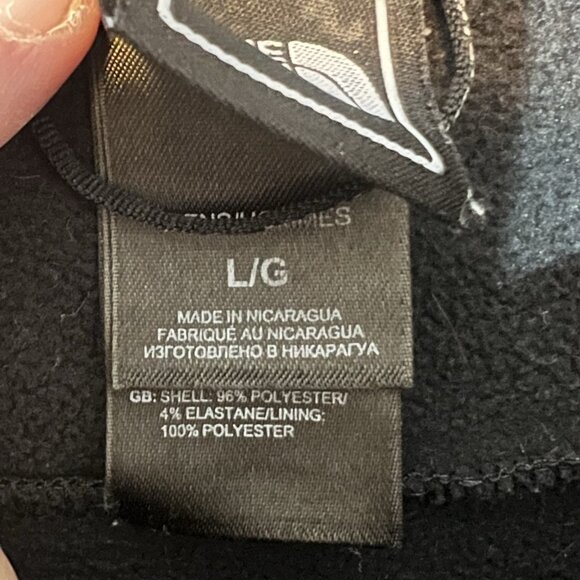 L/G
MADE IN NICARAGUA
FABRIQUÉ AU NICARAGUA
ИЗГОТОВЛЕНО В НИКАРАГУА
GB: SHELL: 96% POLYESTER/
4% ELASTANE/LINING:
100% POLYESTER